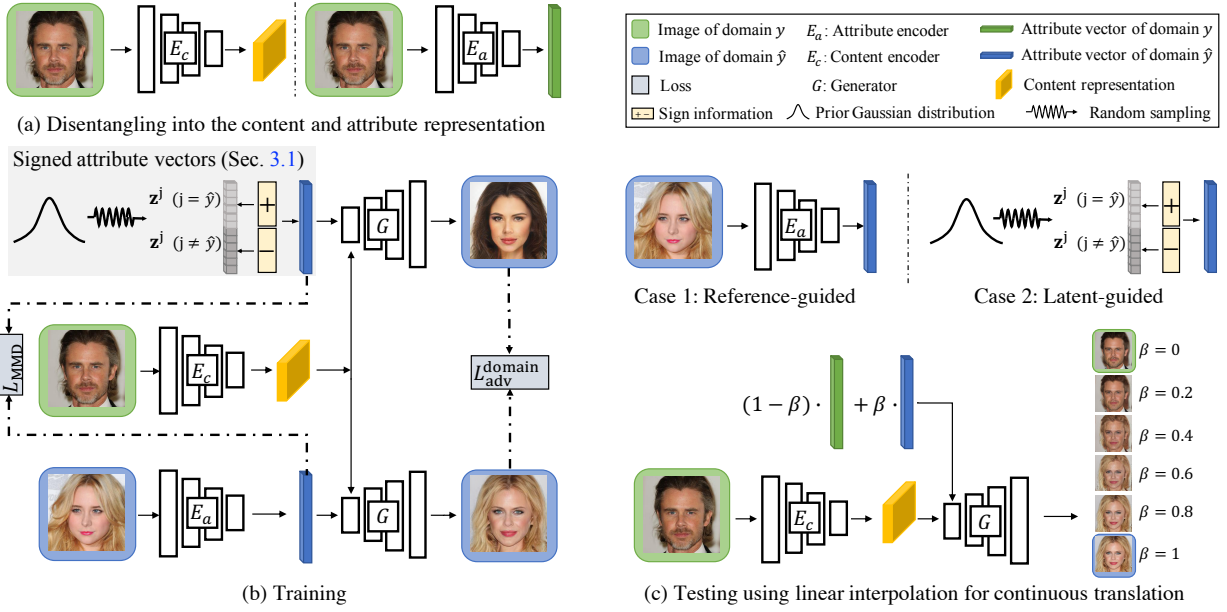 E_c
E_a
(a) Disentangling into the content and attribute representation
Image of domain y
E_a: Attribute encoder
Attribute vector of domain y
Image of domain ŷ
E_c: Content encoder
Attribute vector of domain ŷ
Loss
G: Generator
Content representation
+ - Sign information
Prior Gaussian distribution
Random sampling
Signed attribute vectors (Sec. 3.1)
z^j (j = ŷ)
+
z^j (j ≠ ŷ)
−
G
L_MMD
E_c
L_adv^domain
E_a
G
(b) Training
E_a
Case 1: Reference-guided
z^j (j = ŷ)
+
z^j (j ≠ ŷ)
−
Case 2: Latent-guided
(1 − β) ·
+ β ·
E_c
G
β = 0
β = 0.2
β = 0.4
β = 0.6
β = 0.8
β = 1
(c) Testing using linear interpolation for continuous translation